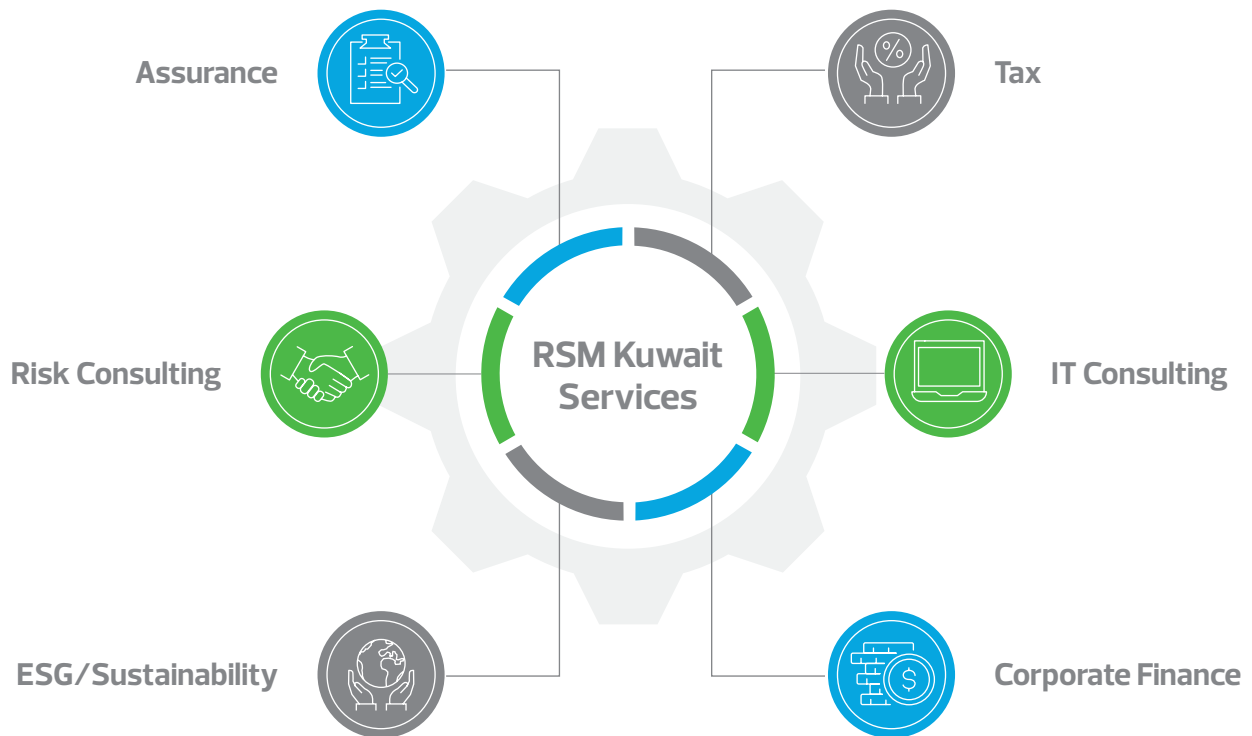 Assurance
Tax
%
Risk Consulting
RSM Kuwait
Services
IT Consulting
ESG/Sustainability
$
Corporate Finance